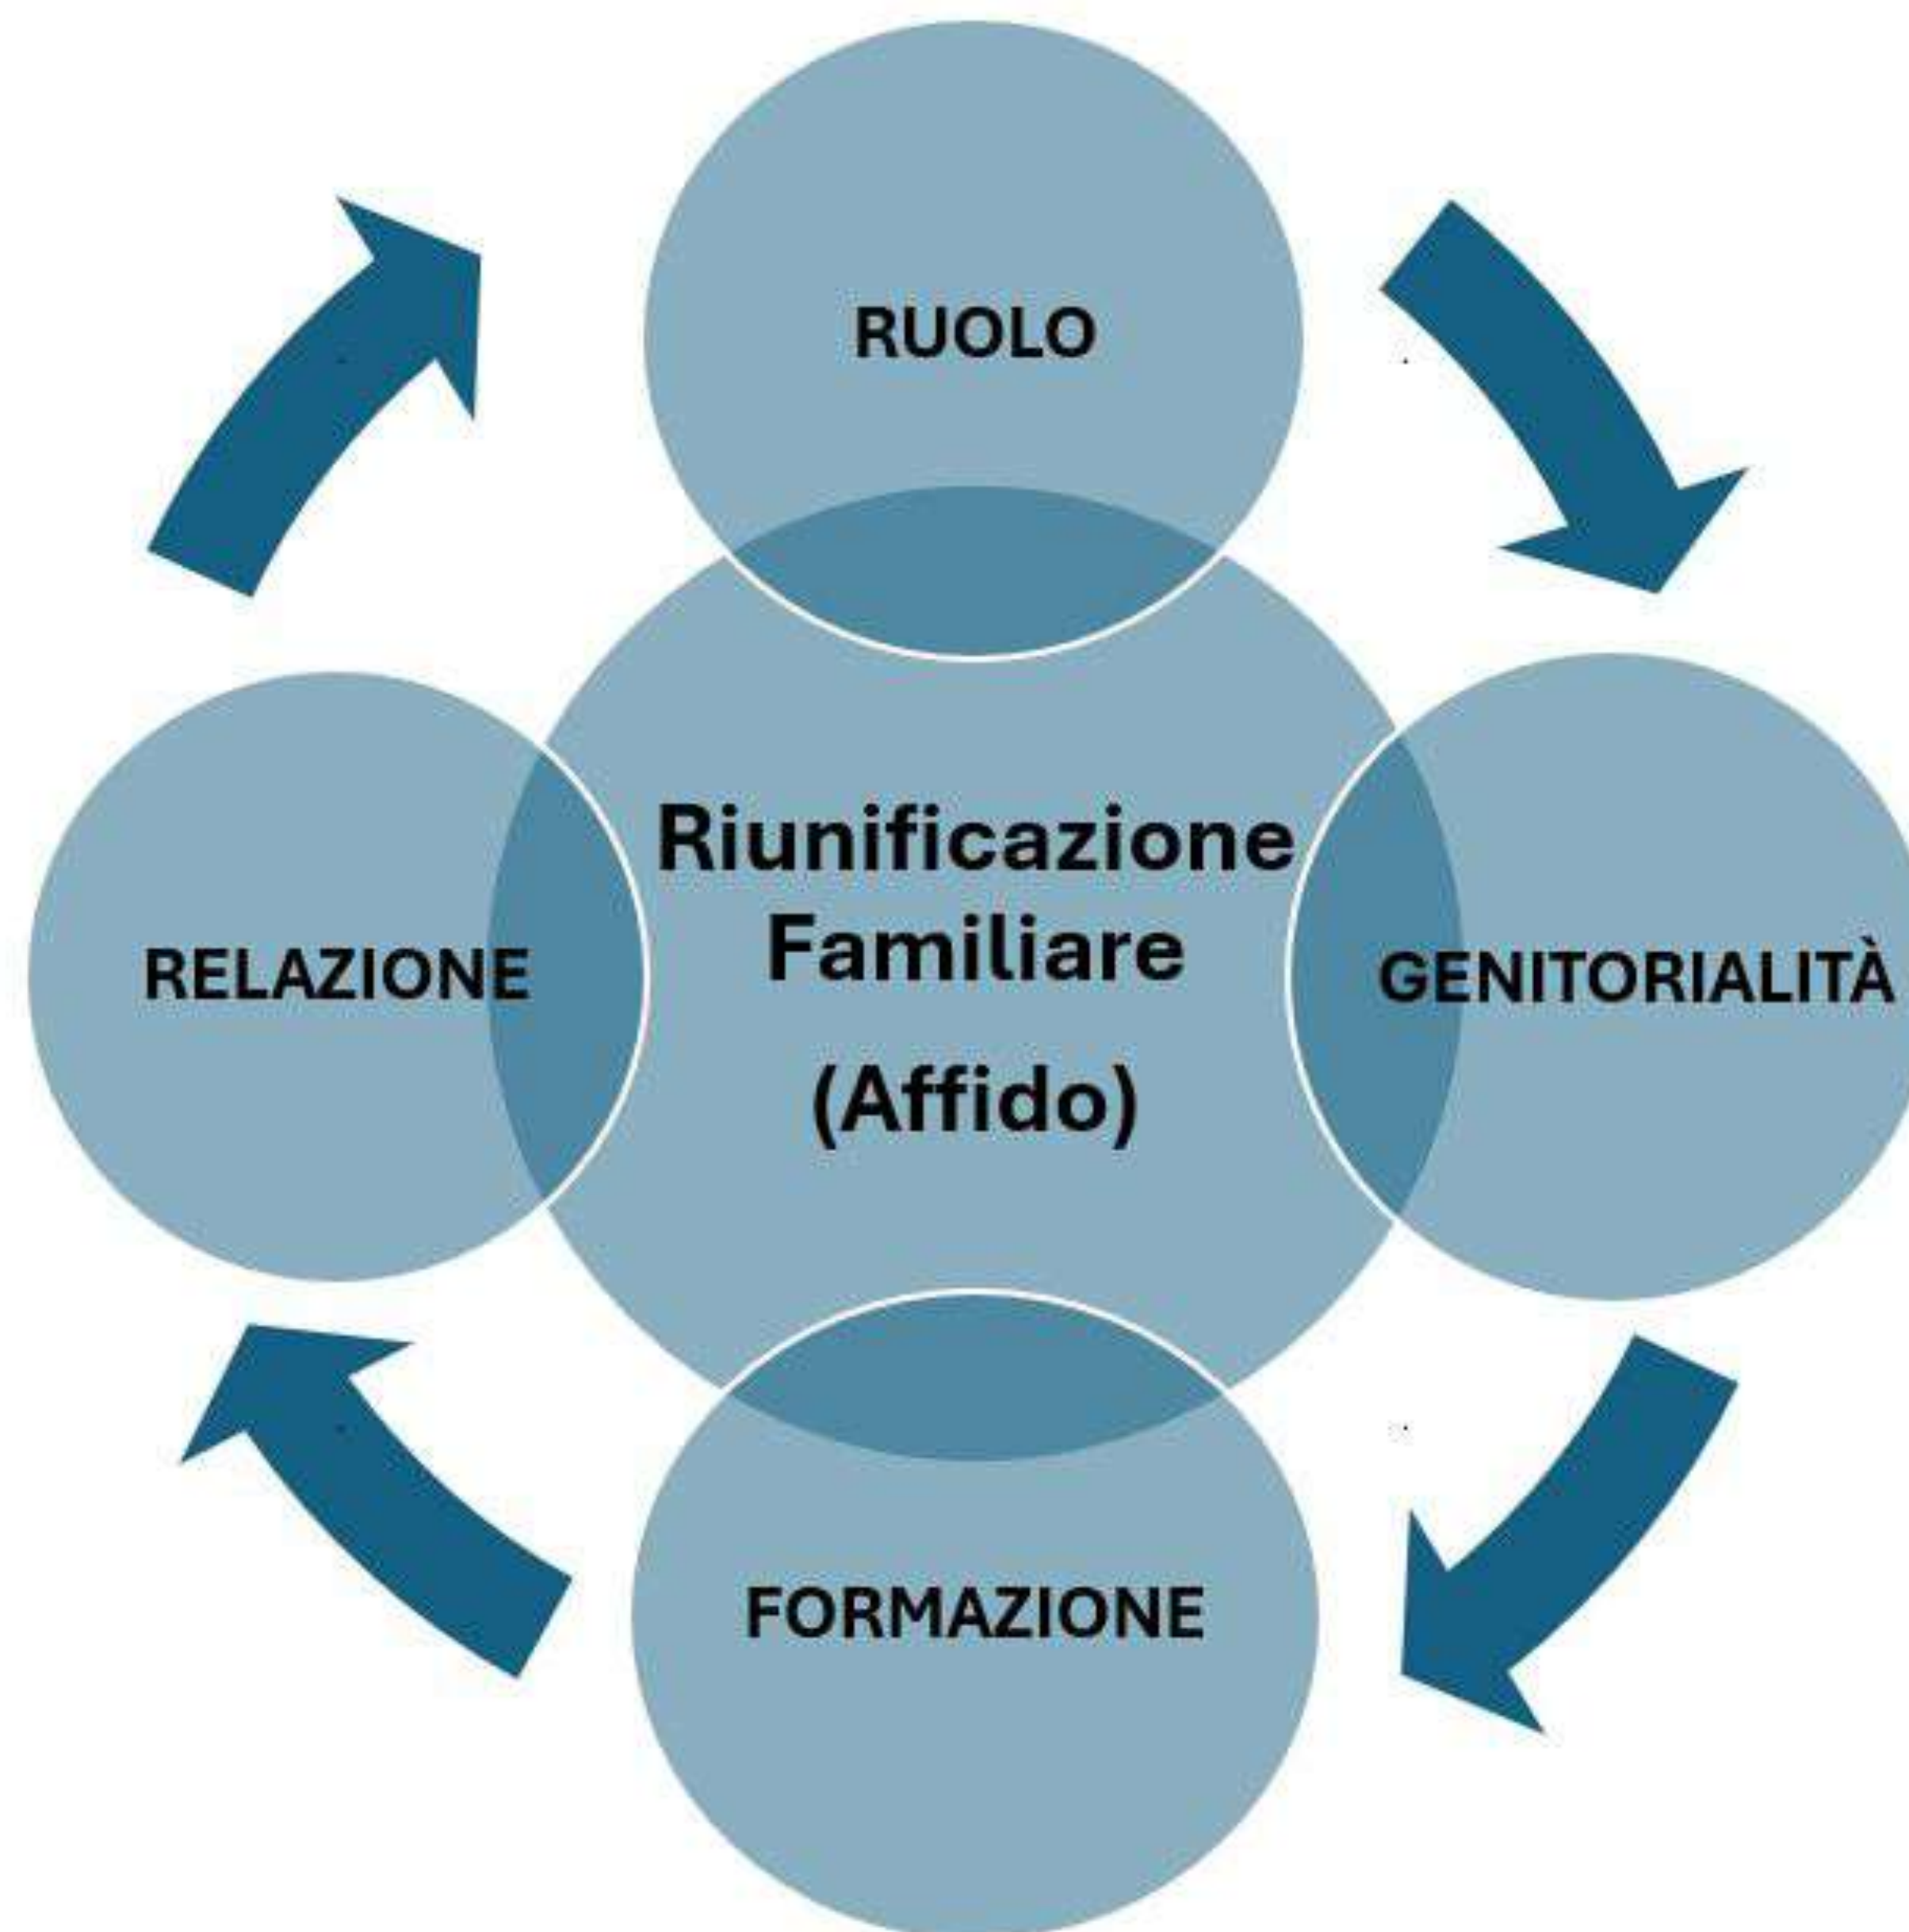 RUOLO
RELAZIONE
Riunificazione
Familiare
(Affido)
GENITORIALITÀ
FORMAZIONE